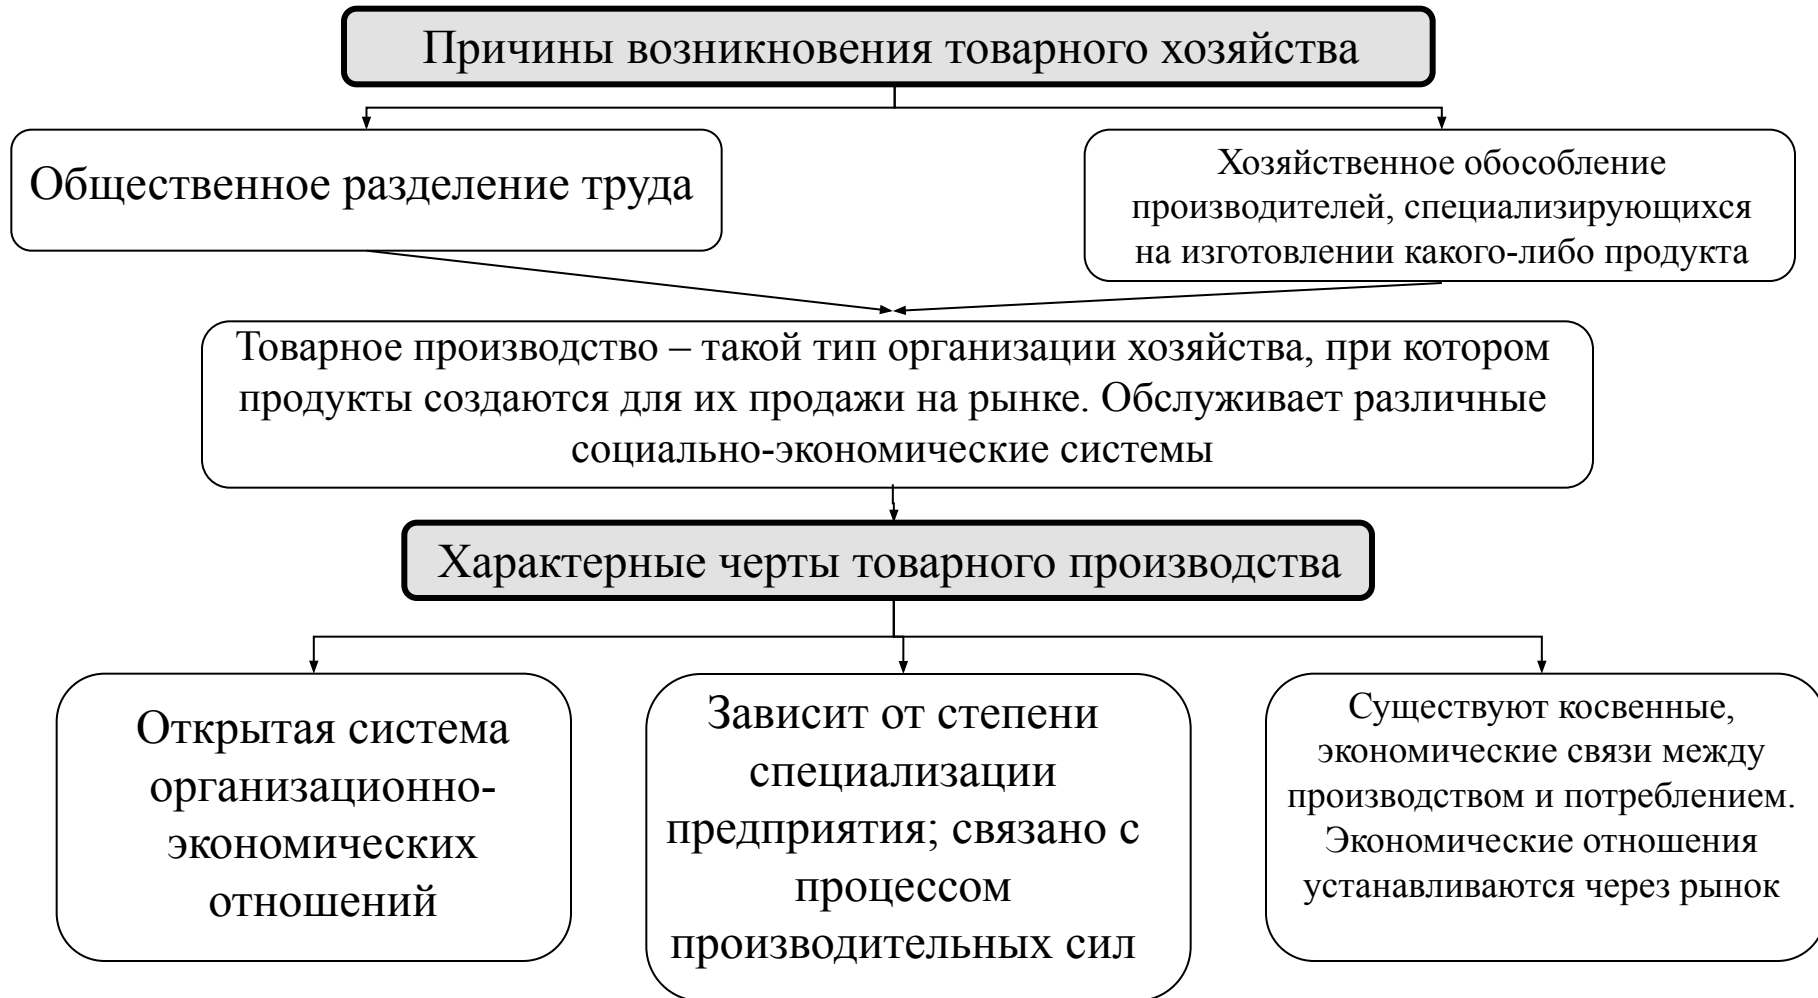 Причины возникновения товарного хозяйства
Общественное разделение труда
Хозяйственное обособление
производителей, специализирующихся
на изготовлении какого-либо продукта
Товарное производство – такой тип организации хозяйства, при котором
продукты создаются для их продажи на рынке. Обслуживает различные
социально-экономические системы
Характерные черты товарного производства
Открытая система
организационно-
экономических
отношений
Зависит от степени
специализации
предприятия; связано с
процессом
производительных сил
Существуют косвенные,
экономические связи между
производством и потреблением.
Экономические отношения
устанавливаются через рынок